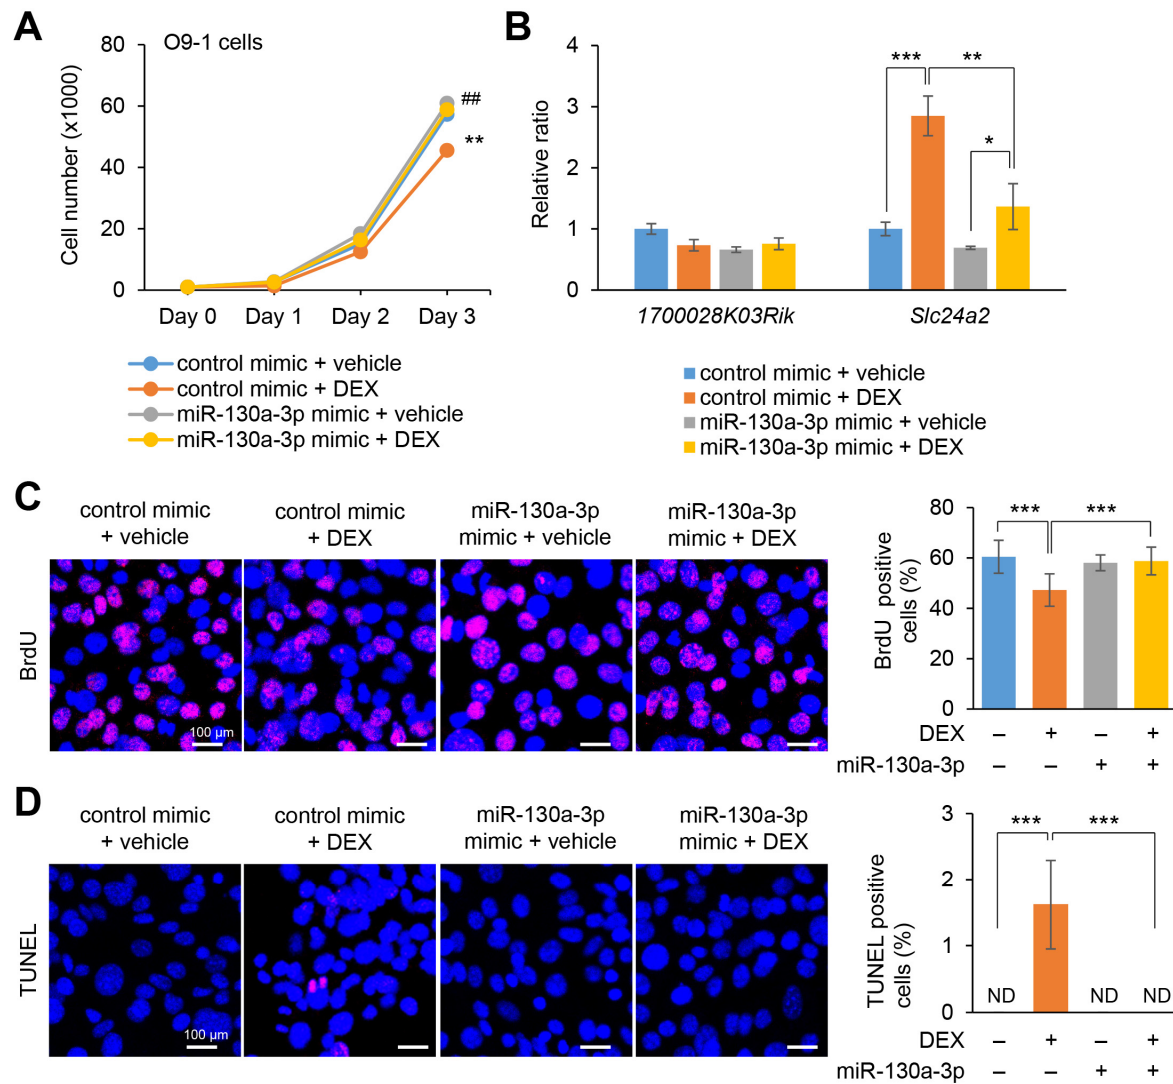 A
O9-1 cells
Cell number (x1000)
80
60
40
20
0
##
**
Day 0 Day 1 Day 2 Day 3
control mimic + vehicle
control mimic + DEX
miR-130a-3p mimic + vehicle
miR-130a-3p mimic + DEX
B
Relative ratio
4
3
2
1
0
*** **
*
1700028K03Rik Slc24a2
control mimic + vehicle
control mimic + DEX
miR-130a-3p mimic + vehicle
miR-130a-3p mimic + DEX
C
control mimic
+ vehicle
control mimic
+ DEX
miR-130a-3p
mimic + vehicle
miR-130a-3p
mimic + DEX
BrdU
100 µm
BrdU positive
cells (%)
80
60
40
20
0
*** ***
DEX – + – +
miR-130a-3p – – + +
D
control mimic
+ vehicle
control mimic
+ DEX
miR-130a-3p
mimic + vehicle
miR-130a-3p
mimic + DEX
TUNEL
100 µm
TUNEL positive
cells (%)
3
2
1
0
*** ***
ND ND ND
DEX – + – +
miR-130a-3p – – + +